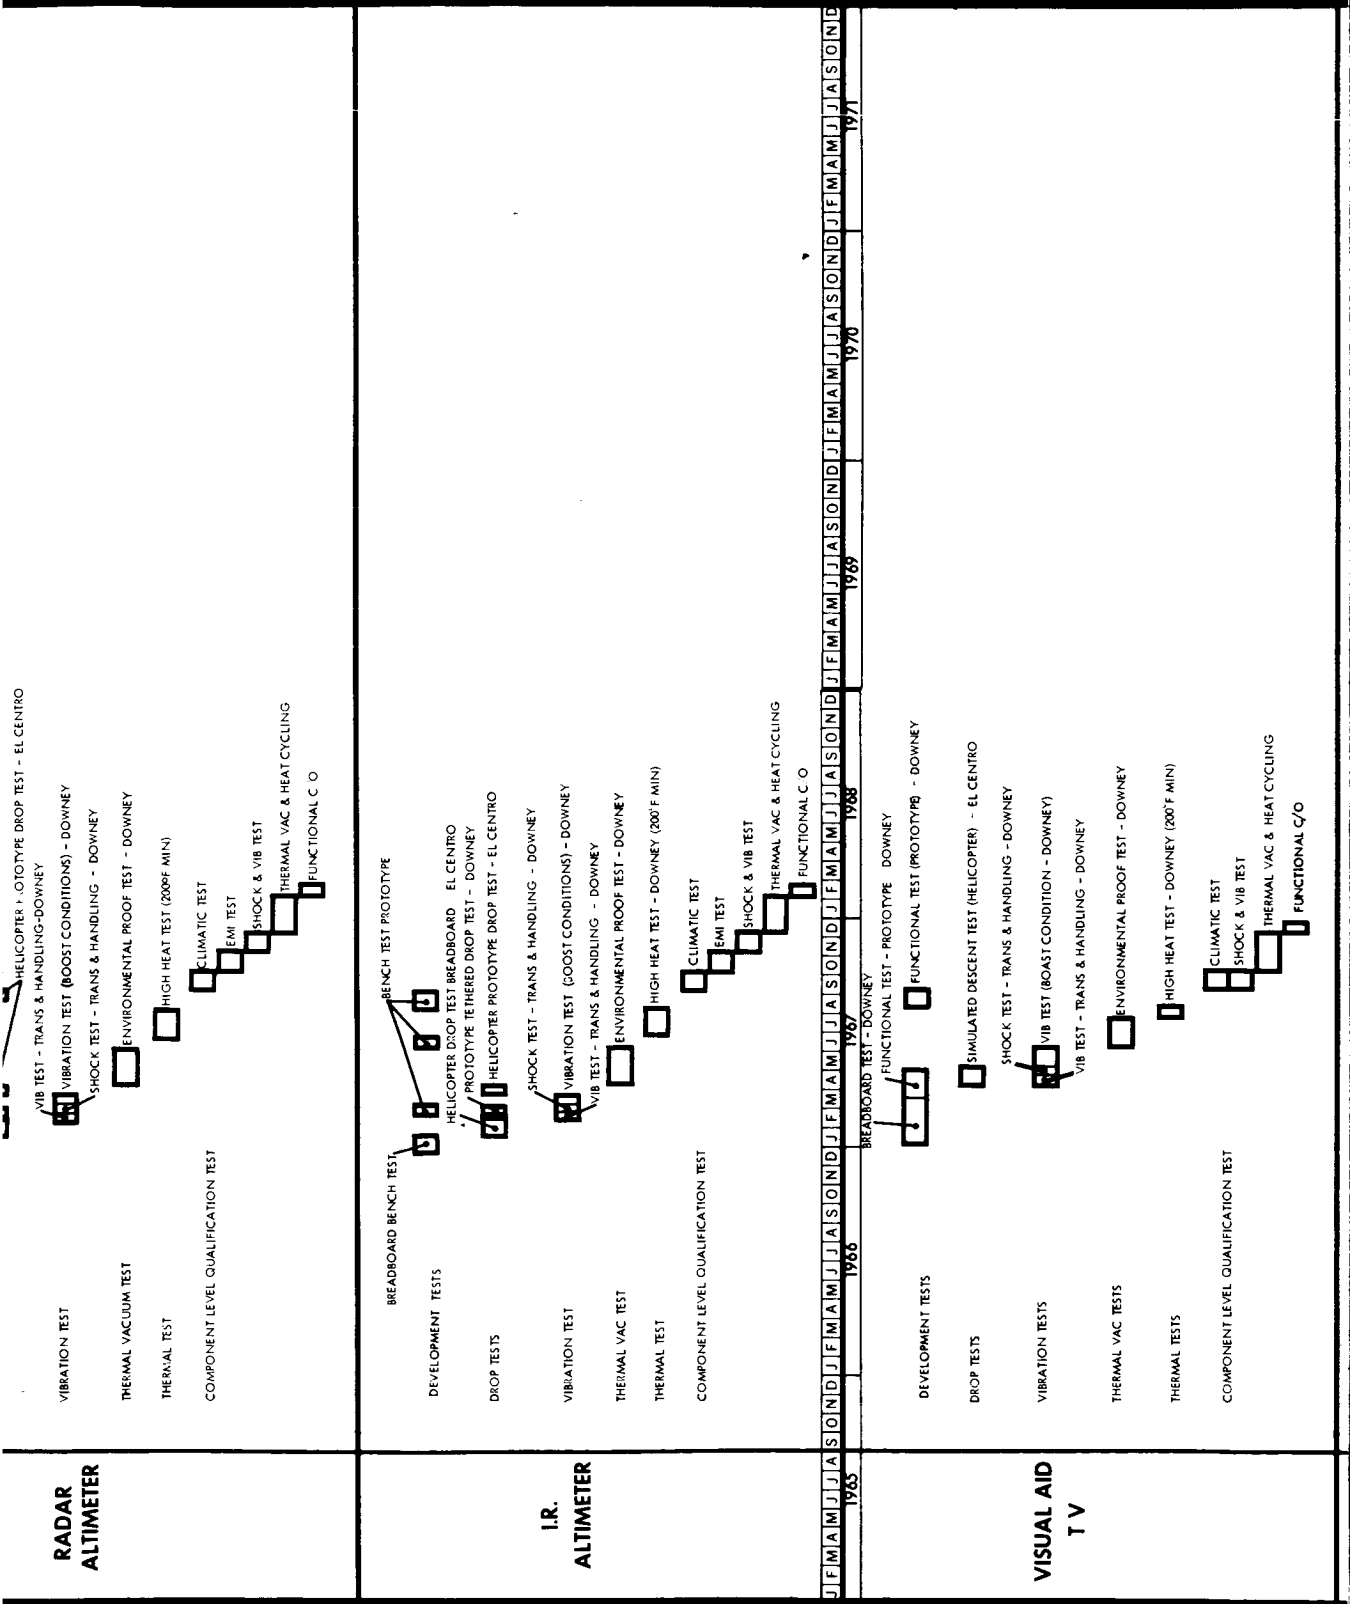 RADAR
ALTIMETER
HELICOPTER OTOTYPE DROP TEST - EL CENTRO
VIB TEST - TRANS & HANDLING-DOWNEY
VIBRATION TEST
VIBRATION TEST (BOOST CONDITIONS) - DOWNEY
SHOCK TEST - TRANS & HANDLING - DOWNEY
THERMAL VACUUM TEST
ENVIRONMENTAL PROOF TEST - DOWNEY
THERMAL TEST
HIGH HEAT TEST (200°F MIN)
COMPONENT LEVEL QUALIFICATION TEST
CLIMATIC TEST
EMI TEST
SHOCK & VIB TEST
THERMAL VAC & HEAT CYCLING
FUNCTIONAL C O
I.R.
ALTIMETER
BREADBOARD BENCH TEST
BENCH TEST PROTOTYPE
DEVELOPMENT TESTS
HELICOPTER DROP TEST BREADBOARD EL CENTRO
PROTOTYPE TETHERED DROP TEST - DOWNEY
DROP TESTS
HELICOPTER PROTOTYPE DROP TEST - EL CENTRO
SHOCK TEST - TRANS & HANDLING - DOWNEY
VIBRATION TEST
VIBRATION TEST (GOOST CONDITIONS) - DOWNEY
VIB TEST - TRANS & HANDLING - DOWNEY
THERMAL VAC TEST
ENVIRONMENTAL PROOF TEST - DOWNEY
THERMAL TEST
HIGH HEAT TEST - DOWNEY (200°F MIN)
COMPONENT LEVEL QUALIFICATION TEST
CLIMATIC TEST
EMI TEST
SHOCK & VIB TEST
THERMAL VAC & HEAT CYCLING
FUNCTIONAL C O
J F M A M J J A S O N D J F M A M J J A S O N D J F M A M J J A S O N D J F M A M J J A S O N D J F M A M J J A S O N D J F M A M J J A S O N D J F M A M J J A S O N D
1965 1966 1967 1968 1969 1970 1971
VISUAL AID
T V
BREADBOARD TEST - DOWNEY
FUNCTIONAL TEST - PROTOTYPE DOWNEY
DEVELOPMENT TESTS
FUNCTIONAL TEST (PROTOTYPE) - DOWNEY
DROP TESTS
SIMULATED DESCENT TEST (HELICOPTER) - EL CENTRO
SHOCK TEST - TRANS & HANDLING - DOWNEY
VIBRATION TESTS
VIB TEST (BOAST CONDITION - DOWNEY)
VIB TEST - TRANS & HANDLING - DOWNEY
THERMAL VAC TESTS
ENVIRONMENTAL PROOF TEST - DOWNEY
THERMAL TESTS
HIGH HEAT TEST - DOWNEY (200°F MIN)
COMPONENT LEVEL QUALIFICATION TEST
CLIMATIC TEST
SHOCK & VIB TEST
THERMAL VAC & HEAT CYCLING
FUNCTIONAL C/O